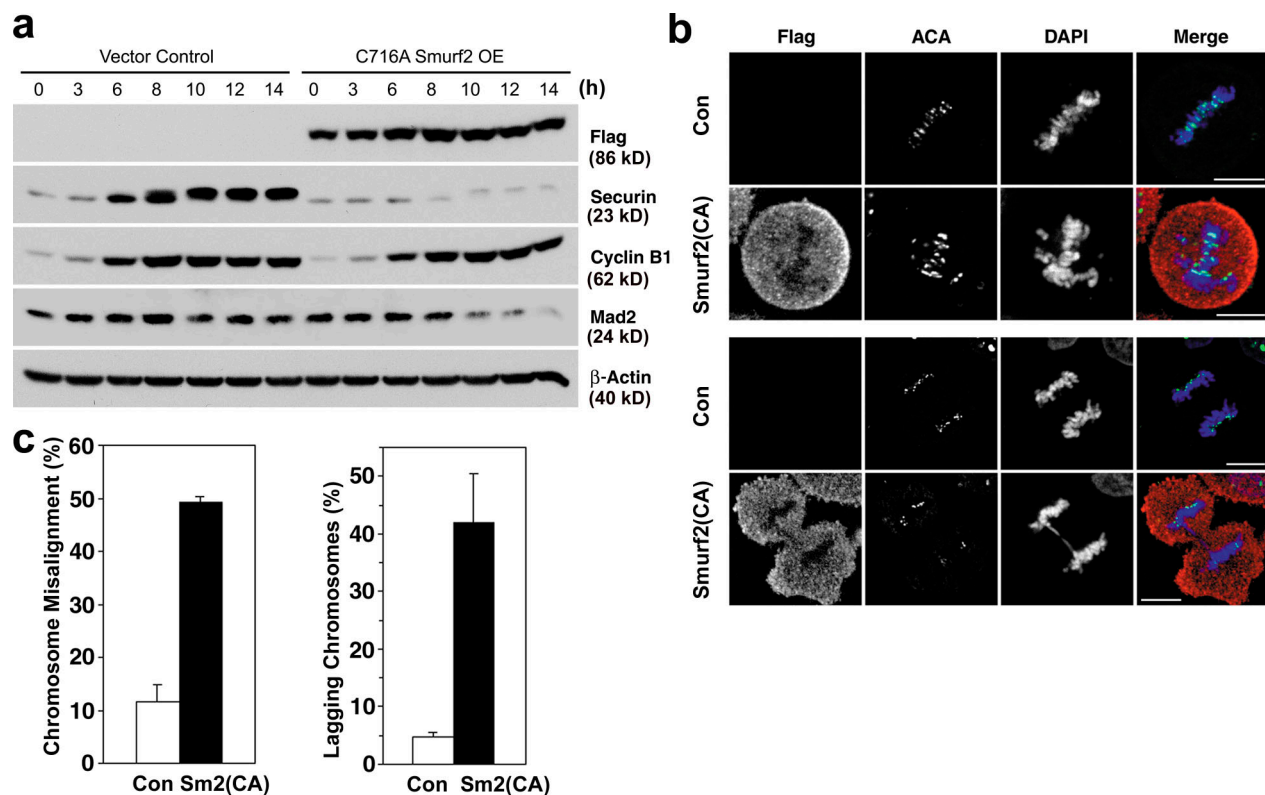 a
Vector Control
C716A Smurf2 OE
0 3 6 8 10 12 14 0 3 6 8 10 12 14 (h)
Flag
(86 kD)
Securin
(23 kD)
Cyclin B1
(62 kD)
Mad2
(24 kD)
β-Actin
(40 kD)
b
Flag ACA DAPI Merge
Con
Smurf2(CA)
Con
Smurf2(CA)
c
Chromosome Misalignment (%)
60
50
40
30
20
10
0
Con Sm2(CA)
Lagging Chromosomes (%)
50
40
30
20
10
0
Con Sm2(CA)